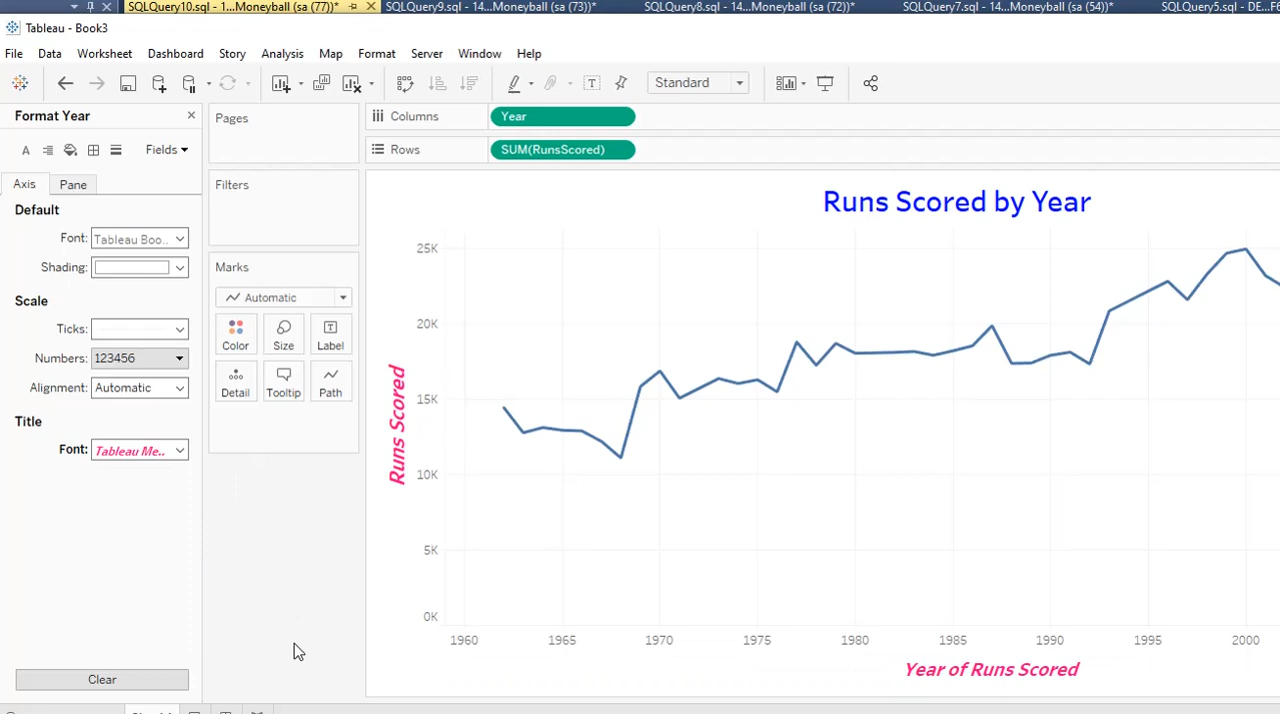 SQLQuery10.sql - 1...Moneyball (sa (77))*
SQLQuery9.sql - 14...Moneyball (sa (73))*
SQLQuery8.sql - 14...Moneyball (sa (72))*
SQLQuery7.sql - 14...Moneyball (sa (54))*
SQLQuery5.sql - DE...F6
Tableau - Book3
File Data Worksheet Dashboard Story Analysis Map Format Server Window Help
Standard
Format Year
Fields
Axis Pane
Default
Font: Tableau Boo..
Shading:
Scale
Ticks:
Numbers: 123456
Alignment: Automatic
Title
Font: Tableau Me..
Clear
Pages
Filters
Marks
Automatic
Color Size Label
Detail Tooltip Path
Columns Year
Rows SUM(RunsScored)
Runs Scored by Year
Runs Scored
25K
20K
15K
10K
5K
0K
1960 1965 1970 1975 1980 1985 1990 1995 2000
Year of Runs Scored